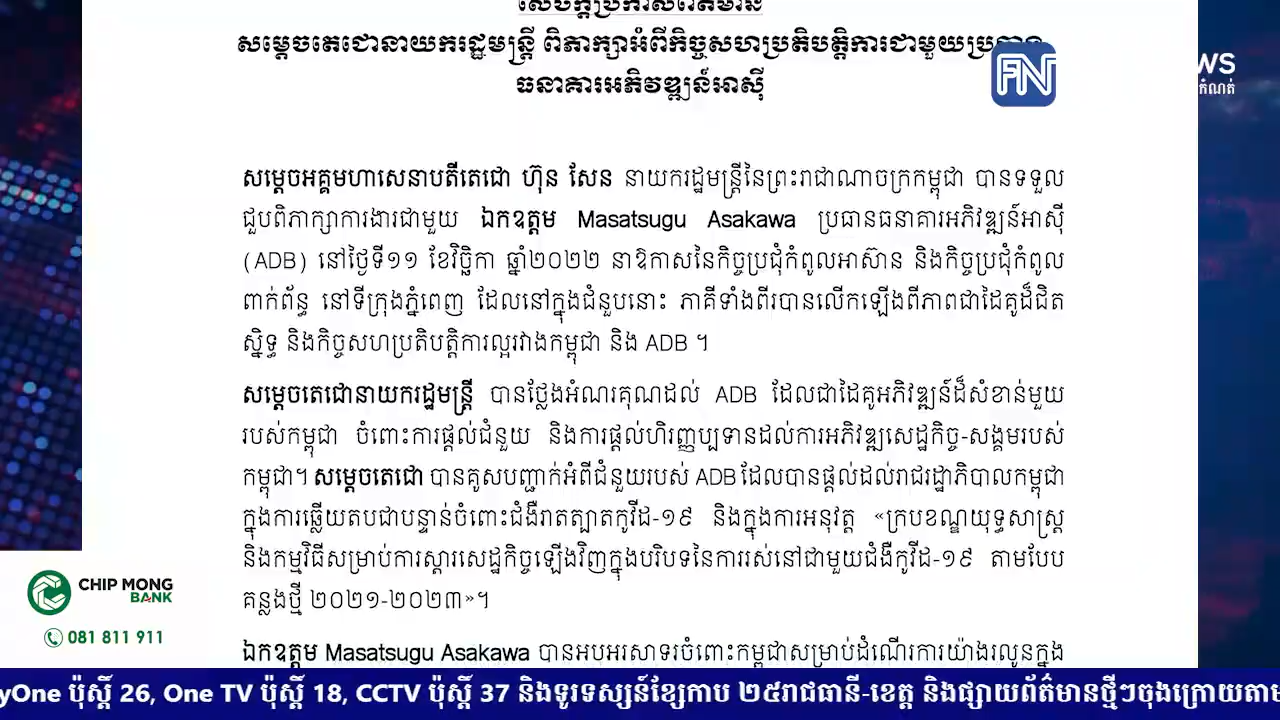 សេចក្តីប្រកាសព័ត៌មាន
សម្តេចតេជោនាយករដ្ឋមន្ត្រី ពិភាក្សាអំពីកិច្ចសហប្រតិបត្តិការជាមួយប្រធាន
ធនាគារអភិវឌ្ឍន៍អាស៊ី
FN
WS
កំណត់
សម្តេចអគ្គមហាសេនាបតីតេជោ ហ៊ុន សែន នាយករដ្ឋមន្ត្រីនៃព្រះរាជាណាចក្រកម្ពុជា បានទទួល
ជួបពិភាក្សាការងារជាមួយ ឯកឧត្តម Masatsugu Asakawa ប្រធានធនាគារអភិវឌ្ឍន៍អាស៊ី
(ADB) នៅថ្ងៃទី១១ ខែវិច្ឆិកា ឆ្នាំ២០២២ នាឱកាសនៃកិច្ចប្រជុំកំពូលអាស៊ាន និងកិច្ចប្រជុំកំពូល
ពាក់ព័ន្ធ នៅទីក្រុងភ្នំពេញ ដែលនៅក្នុងជំនួបនោះ ភាគីទាំងពីរបានលើកឡើងពីភាពជាដៃគូដ៏ជិត
ស្និទ្ធ និងកិច្ចសហប្រតិបត្តិការល្អរវាងកម្ពុជា និង ADB ។
សម្តេចតេជោនាយករដ្ឋមន្ត្រី បានថ្លែងអំណរគុណដល់ ADB ដែលជាដៃគូអភិវឌ្ឍន៍ដ៏សំខាន់មួយ
របស់កម្ពុជា ចំពោះការផ្តល់ជំនួយ និងការផ្តល់ហិរញ្ញប្បទានដល់ការអភិវឌ្ឍសេដ្ឋកិច្ច-សង្គមរបស់
កម្ពុជា។ សម្តេចតេជោ បានគូសបញ្ជាក់អំពីជំនួយរបស់ ADB ដែលបានផ្តល់ដល់រាជរដ្ឋាភិបាលកម្ពុជា
ក្នុងការឆ្លើយតបជាបន្ទាន់ចំពោះជំងឺរាតត្បាតកូវីដ-១៩ និងក្នុងការអនុវត្ត «ក្របខណ្ឌយុទ្ធសាស្ត្រ
និងកម្មវិធីសម្រាប់ការស្តារសេដ្ឋកិច្ចឡើងវិញក្នុងបរិបទនៃការរស់នៅជាមួយជំងឺកូវីដ-១៩ តាមបែប
គន្លងថ្មី ២០២១-២០២៣»។
ឯកឧត្តម Masatsugu Asakawa បានអបអរសាទរចំពោះកម្ពុជាសម្រាប់ដំណើរការយ៉ាងរលូនក្នុង
CHIP MONG
BANK
081 811 911
yOne ប៉ុស្តិ៍ 26, One TV ប៉ុស្តិ៍ 18, CCTV ប៉ុស្តិ៍ 37 និងទូរទស្សន៍ខ្សែកាប ២៥រាជធានី-ខេត្ត និងផ្សាយព័ត៌មានថ្មីៗចុងក្រោយតាម